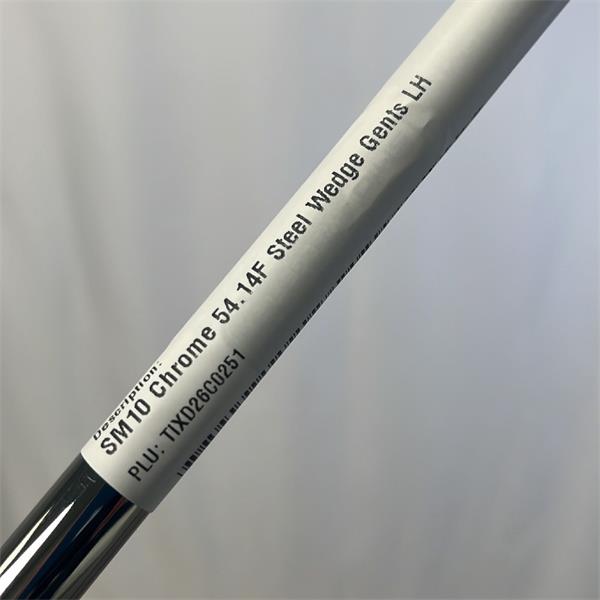 Description:
SM10 Chrome 54.14F Steel Wedge Gents LH
PLU: TIXD26C0251